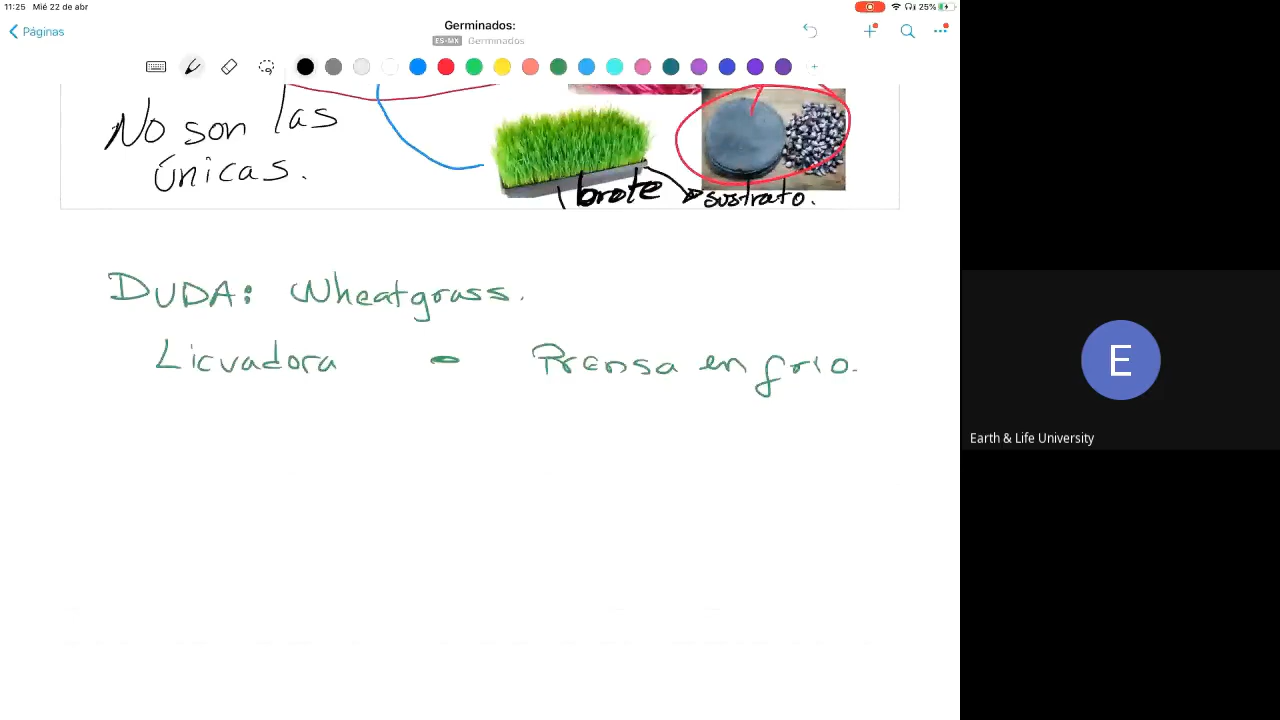 11:25 Mié 22 de abr
25%
Páginas
Germinados:
ES-MX Germinados
No son las
únicas.
brote
sustrato.
DUDA: Wheatgrass.
Licuadora - Prensa en frio.
E
Earth & Life University